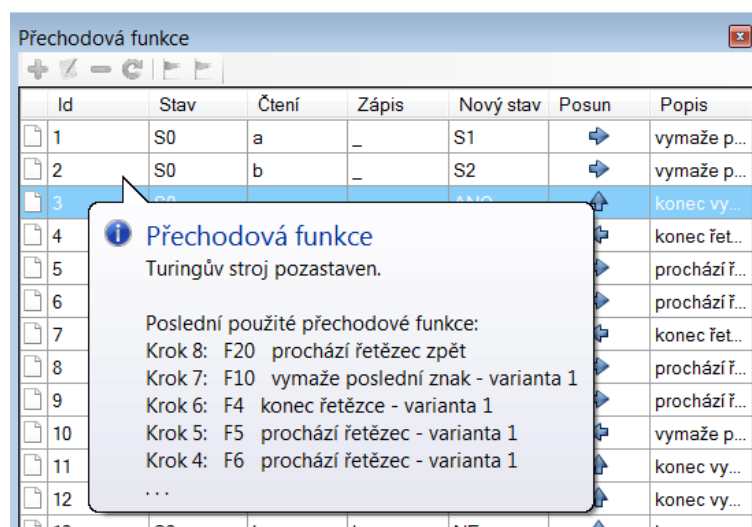 Přechodová funkce
Id Stav Čtení Zápis Nový stav Posun Popis
1 S0 a _ S1 vymaže p...
2 S0 b _ S2 vymaže p...
3 konec vy...
4 konec řet...
5 prochází ř...
6 prochází ř...
7 konec řet...
8 prochází ř...
9 prochází ř...
10 vymaže p...
11 konec vy...
12 konec vy...
Přechodová funkce
Turingův stroj pozastaven.
Poslední použité přechodové funkce:
Krok 8: F20 prochází řetězec zpět
Krok 7: F10 vymaže poslední znak - varianta 1
Krok 6: F4 konec řetězce - varianta 1
Krok 5: F5 prochází řetězec - varianta 1
Krok 4: F6 prochází řetězec - varianta 1
. . .